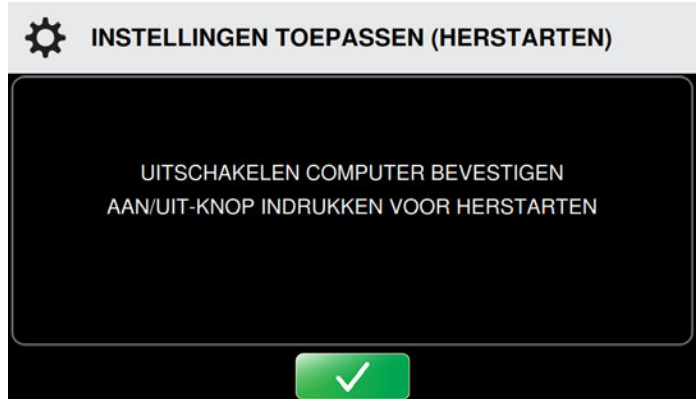 INSTELLINGEN TOEPASSEN (HERSTARTEN)
UITSCHAKELEN COMPUTER BEVESTIGEN
AAN/UIT-KNOP INDRUKKEN VOOR HERSTARTEN